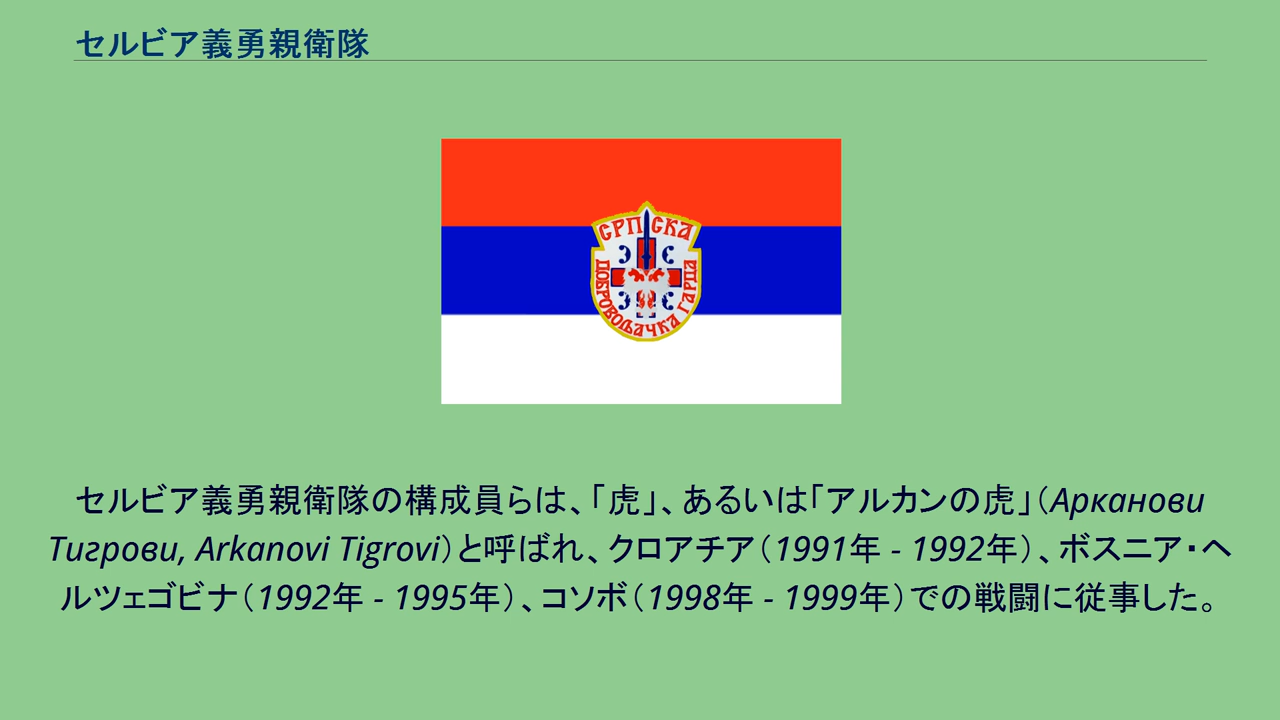 セルビア義勇親衛隊
СРПСКА
ДОБРОВОЉАЧКА ГАРДА
セルビア義勇親衛隊の構成員らは、「虎」、あるいは「アルカンの虎」（Аркaнови
Тигрови, Arkanovi Tigrovi）と呼ばれ、クロアチア（1991年 - 1992年）、ボスニア・ヘ
ルツェゴビナ（1992年 - 1995年）、コソボ（1998年 - 1999年）での戦闘に従事した。